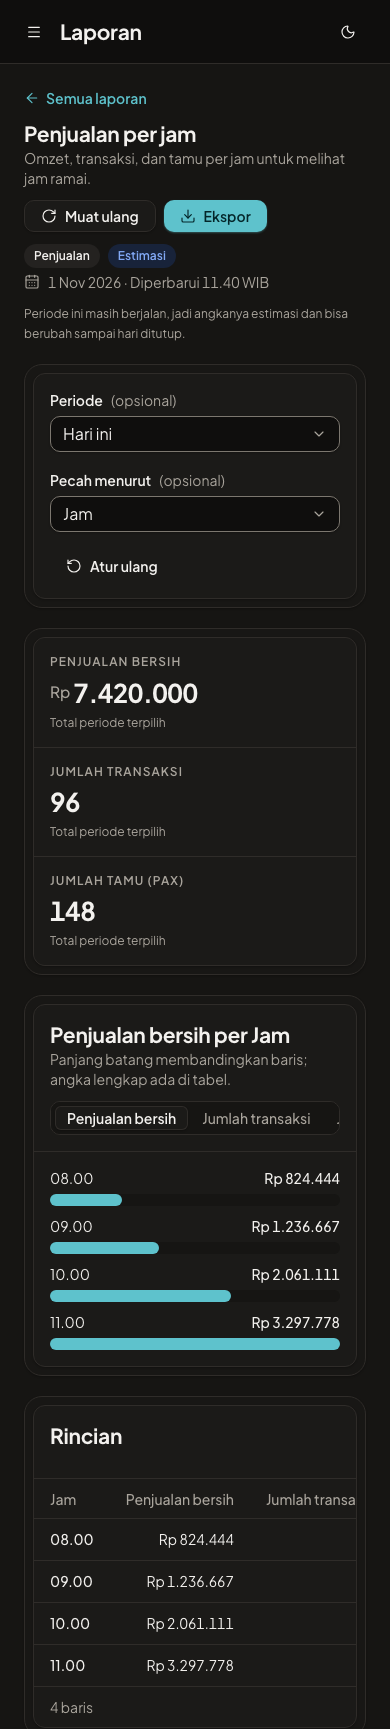 Laporan
Semua laporan
Penjualan per jam
Omzet, transaksi, dan tamu per jam untuk melihat
jam ramai.
Muat ulang
Ekspor
Penjualan
Estimasi
1 Nov 2026 · Diperbarui 11.40 WIB
Periode ini masih berjalan, jadi angkanya estimasi dan bisa
berubah sampai hari ditutup.
Periode (opsional)
Hari ini
Pecah menurut (opsional)
Jam
Atur ulang
PENJUALAN BERSIH
Rp 7.420.000
Total periode terpilih
JUMLAH TRANSAKSI
96
Total periode terpilih
JUMLAH TAMU (PAX)
148
Total periode terpilih
Penjualan bersih per Jam
Panjang batang membandingkan baris;
angka lengkap ada di tabel.
Penjualan bersih Jumlah transaksi
08.00 Rp 824.444
09.00 Rp 1.236.667
10.00 Rp 2.061.111
11.00 Rp 3.297.778
Rincian
Jam Penjualan bersih Jumlah transa
08.00 Rp 824.444
09.00 Rp 1.236.667
10.00 Rp 2.061.111
11.00 Rp 3.297.778
4 baris